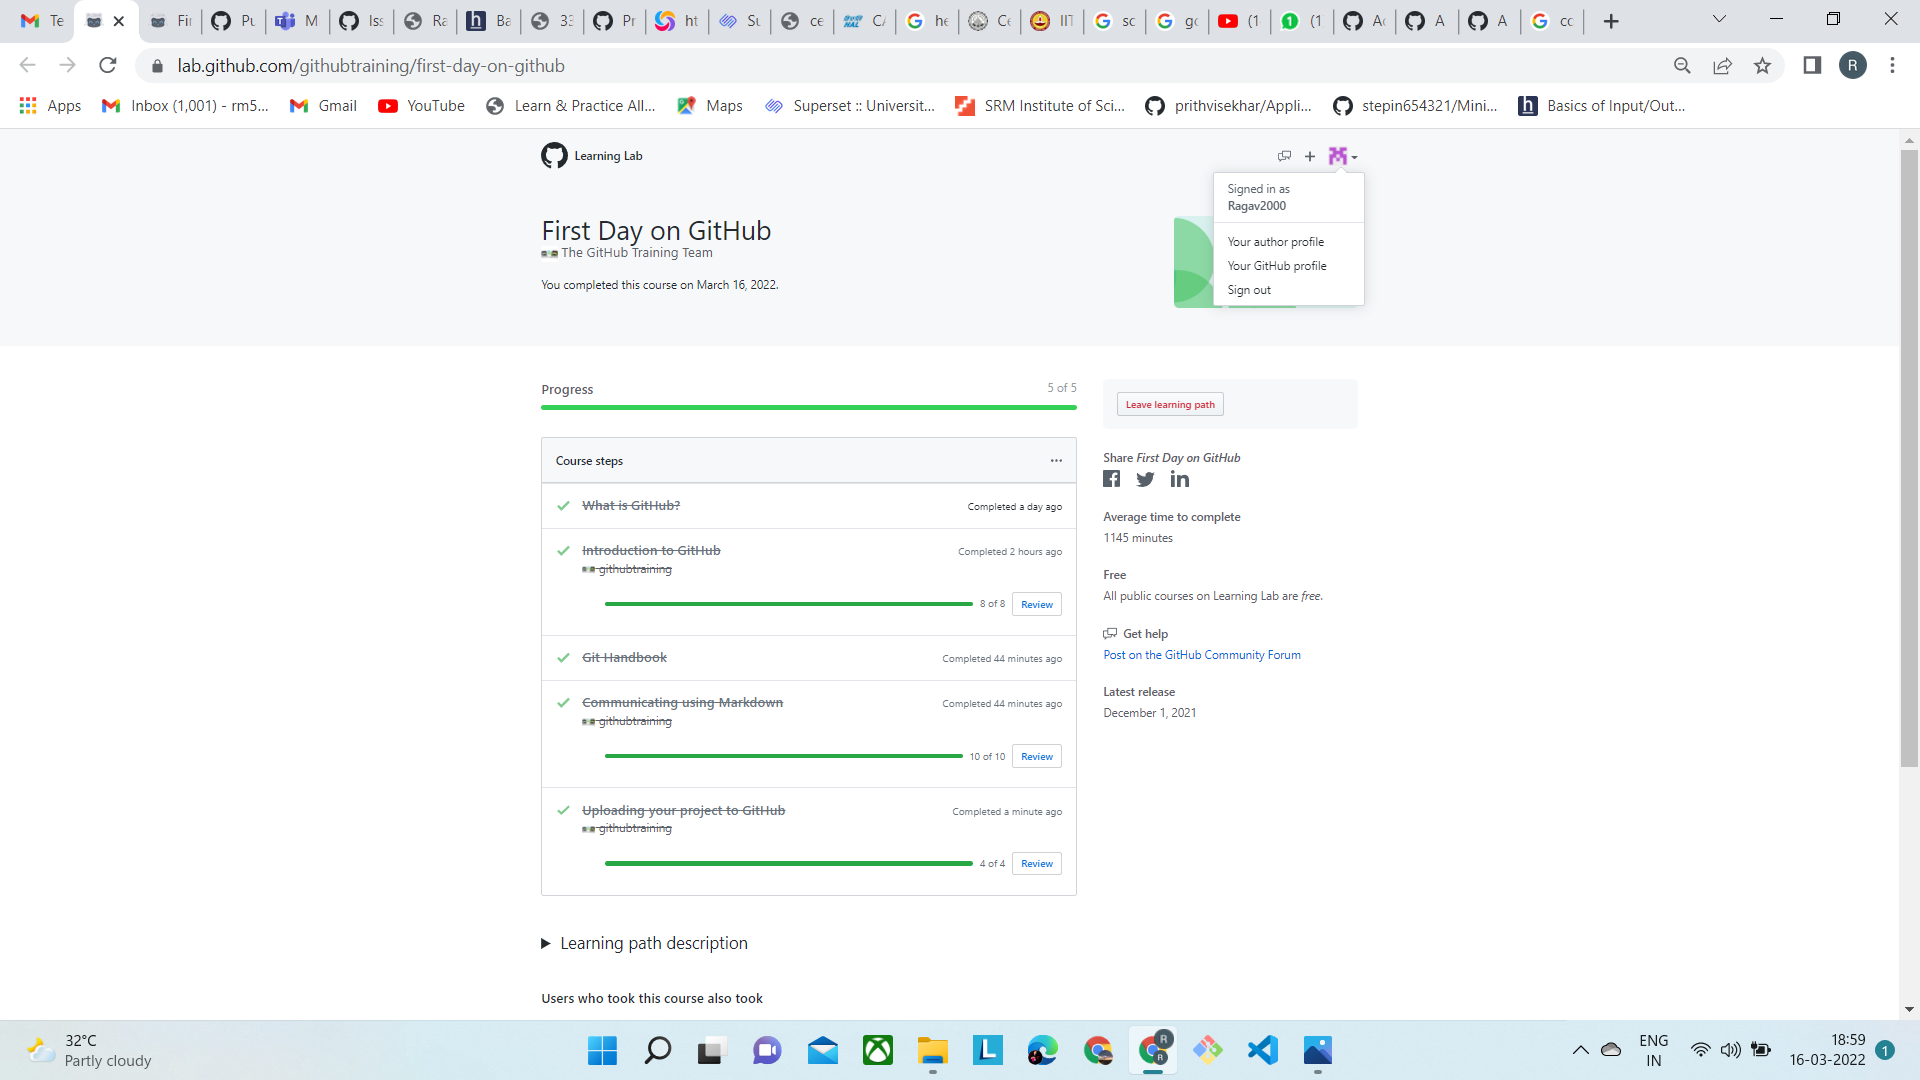 Te
Fir
Pu
M
Iss
Ra
Ba
33
Pr
ht
Su
ce
CA
he
Ce
IIT
sc
gc
(1
(1
Ac
A
A
cc
lab.github.com/githubtraining/first-day-on-github
R
Apps
Inbox (1,001) - rm5...
Gmail
YouTube
Learn & Practice All...
Maps
Superset :: Universit...
SRM Institute of Sci...
prithvisekhar/Appli...
stepin654321/Mini...
Basics of Input/Out...
Learning Lab
Signed in as
Ragav2000
Your author profile
Your GitHub profile
Sign out
First Day on GitHub
The GitHub Training Team
You completed this course on March 16, 2022.
Progress
5 of 5
Course steps
What is GitHub?
Completed a day ago
Introduction to GitHub
Completed 2 hours ago
githubtraining
8 of 8
Review
Git Handbook
Completed 44 minutes ago
Communicating using Markdown
Completed 44 minutes ago
githubtraining
10 of 10
Review
Uploading your project to GitHub
Completed a minute ago
githubtraining
4 of 4
Review
Learning path description
Users who took this course also took
Leave learning path
Share First Day on GitHub
Average time to complete
1145 minutes
Free
All public courses on Learning Lab are free.
Get help
Post on the GitHub Community Forum
Latest release
December 1, 2021
32°C
Partly cloudy
ENG
IN
18:59
16-03-2022
1